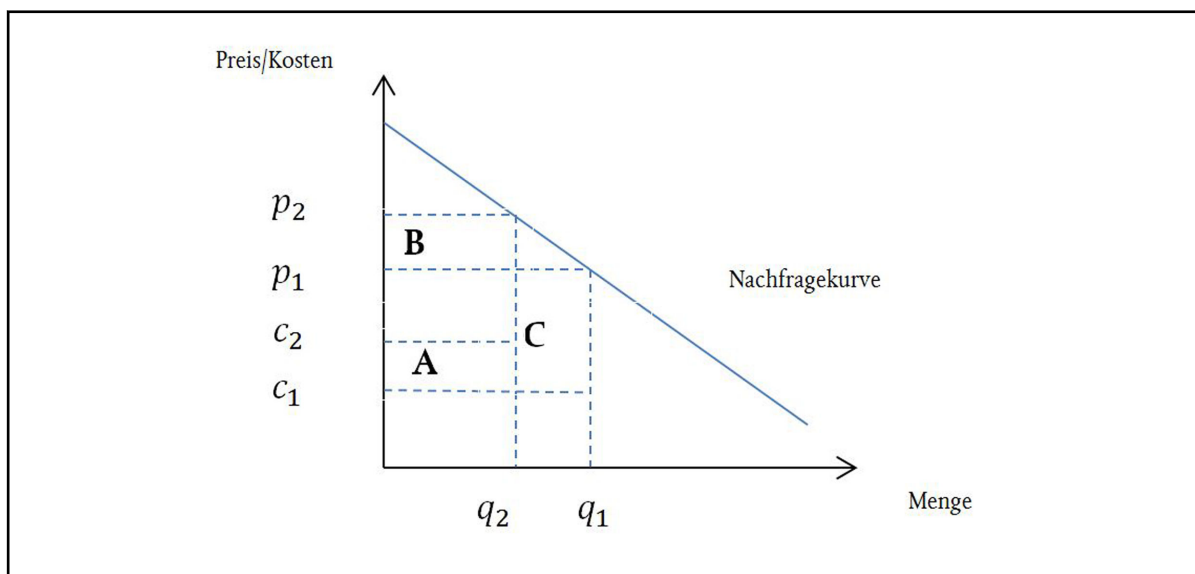 Preis/Kosten
p₂
B
p₁
Nachfragekurve
c₂
C
A
c₁
q₂ q₁
Menge